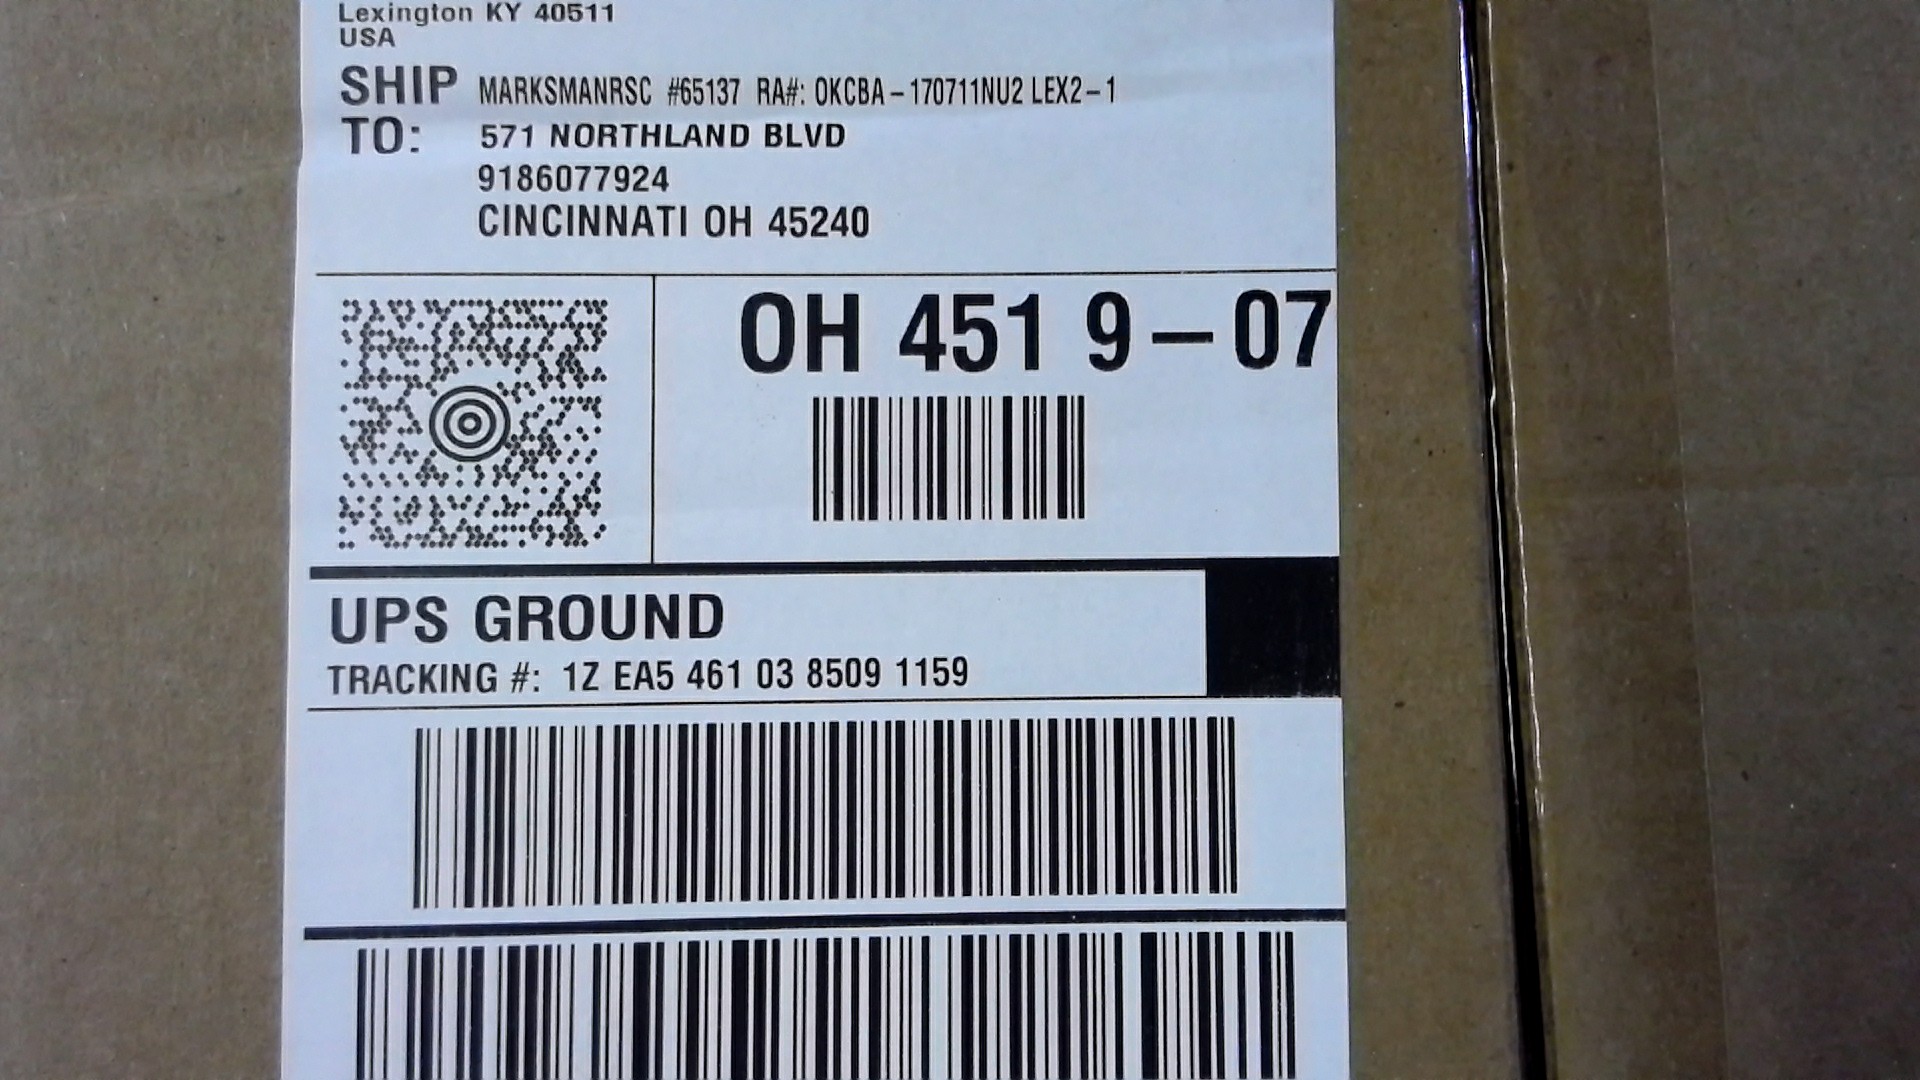 Lexington KY 40511
USA
SHIP TO: MARKSMANRSC #65137 RA#: OKCBA-170711NU2 LEX2-1
571 NORTHLAND BLVD
9186077924
CINCINNATI OH 45240
OH 451 9-07
UPS GROUND
TRACKING #: 1Z EA5 461 03 8509 1159